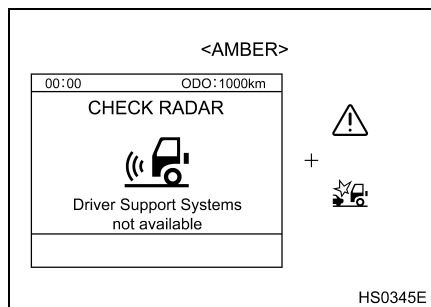 <AMBER>
00:00 ODO:1000km
CHECK RADAR
Driver Support Systems
not available
+
HS0345E